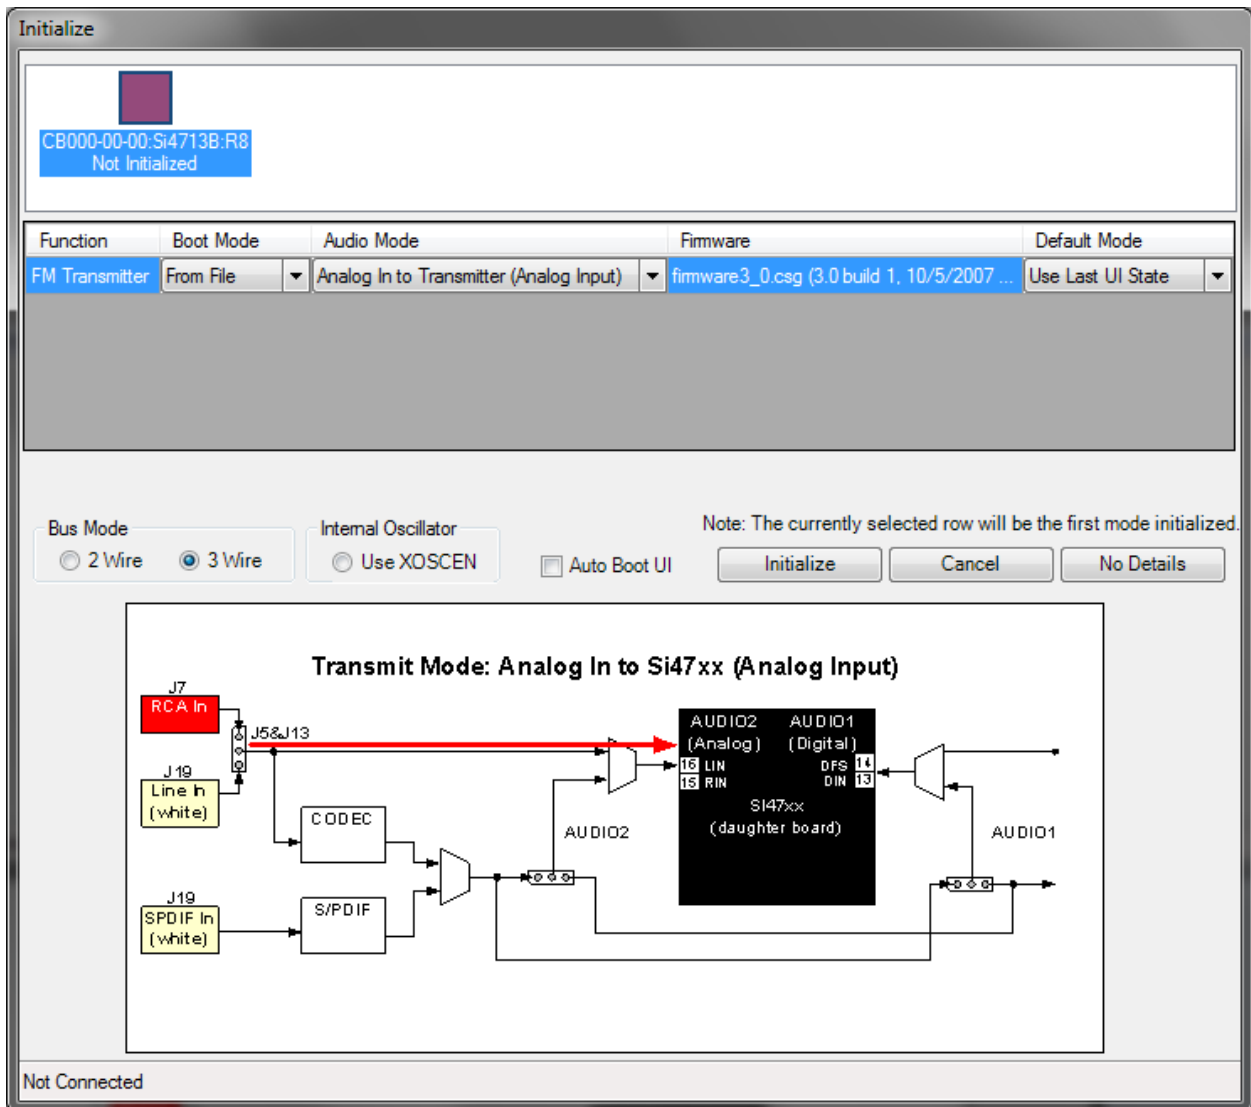 Initialize
CB000-00-00:Si4713B:R8
Not Initialized
Function Boot Mode Audio Mode Firmware Default Mode
FM Transmitter From File Analog In to Transmitter (Analog Input) firmware3_0.csg (3.0 build 1, 10/5/2007 ... Use Last UI State
Note: The currently selected row will be the first mode initialized.
Bus Mode Internal Oscillator
2 Wire 3 Wire Use XOSCEN Auto Boot UI Initialize Cancel No Details
Transmit Mode: Analog In to Si47xx (Analog Input)
J7
RCA In
J5&J13
AUDIO2 AUDIO1
(Analog) (Digital)
16 LIN DFS 14
15 RIN DIN 13
J19
Line In
(white)
SI47xx
(daughter board)
CODEC
AUDIO2
AUDIO1
J19
SPDIF In
(white)
S/PDIF
Not Connected